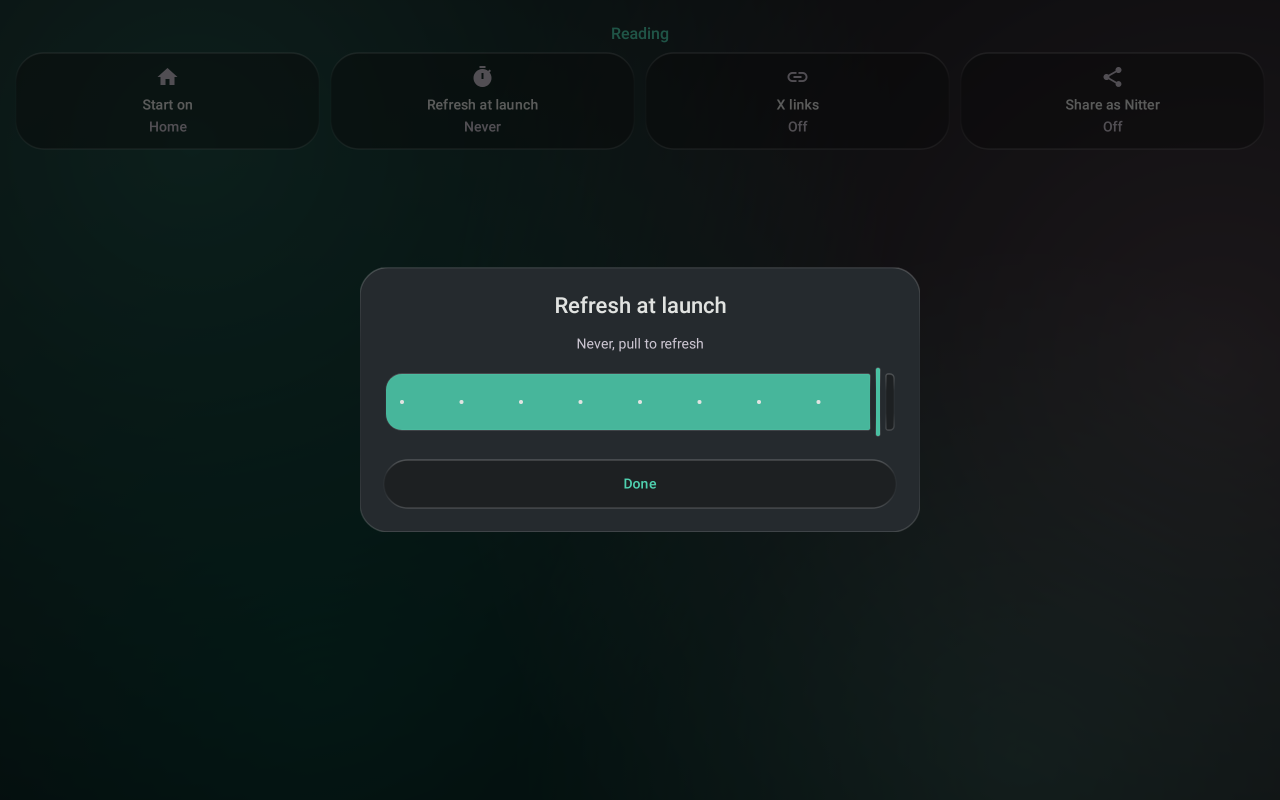 Reading
Start on
Home
Refresh at launch
Never
X links
Off
Share as Nitter
Off
Refresh at launch
Never, pull to refresh
Done